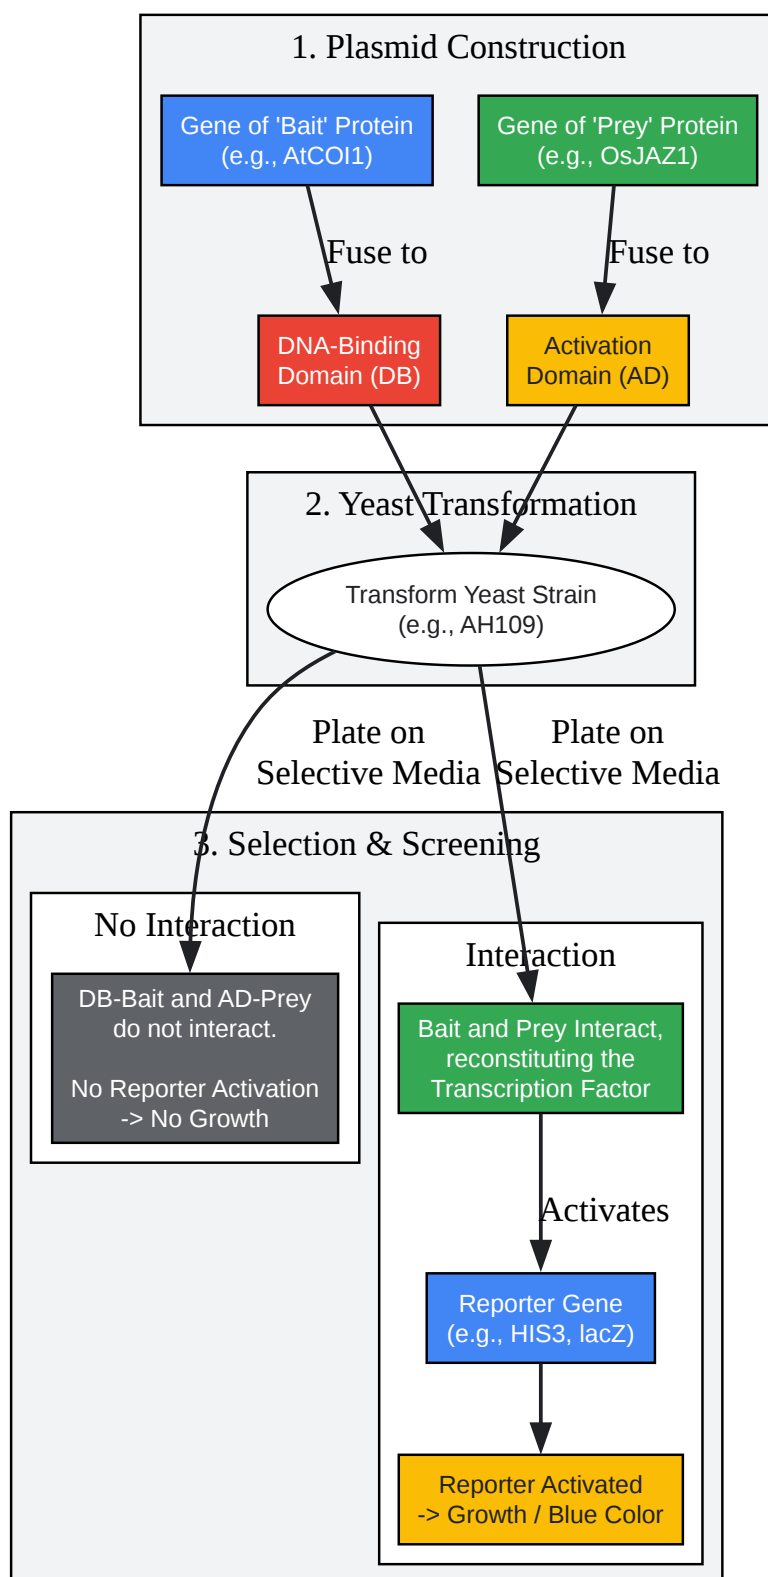 1. Plasmid Construction
Gene of 'Bait' Protein
(e.g., AtCOI1)
Gene of 'Prey' Protein
(e.g., OsJAZ1)
Fuse to
Fuse to
DNA-Binding
Domain (DB)
Activation
Domain (AD)
2. Yeast Transformation
Transform Yeast Strain
(e.g., AH109)
Plate on
Selective Media
Plate on
Selective Media
3. Selection & Screening
No Interaction
DB-Bait and AD-Prey
do not interact.
No Reporter Activation
-> No Growth
Interaction
Bait and Prey Interact,
reconstituting the
Transcription Factor
Activates
Reporter Gene
(e.g., HIS3, lacZ)
Reporter Activated
-> Growth / Blue Color